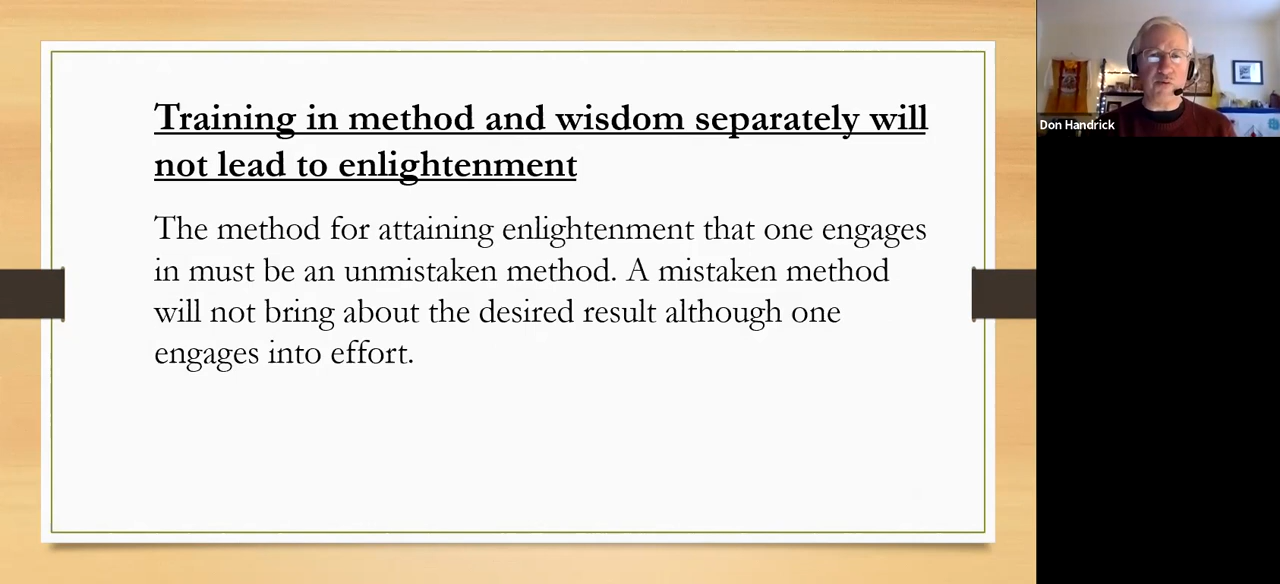 Training in method and wisdom separately will
not lead to enlightenment
The method for attaining enlightenment that one engages
in must be an unmistaken method. A mistaken method
will not bring about the desired result although one
engages into effort.
Don Handrick